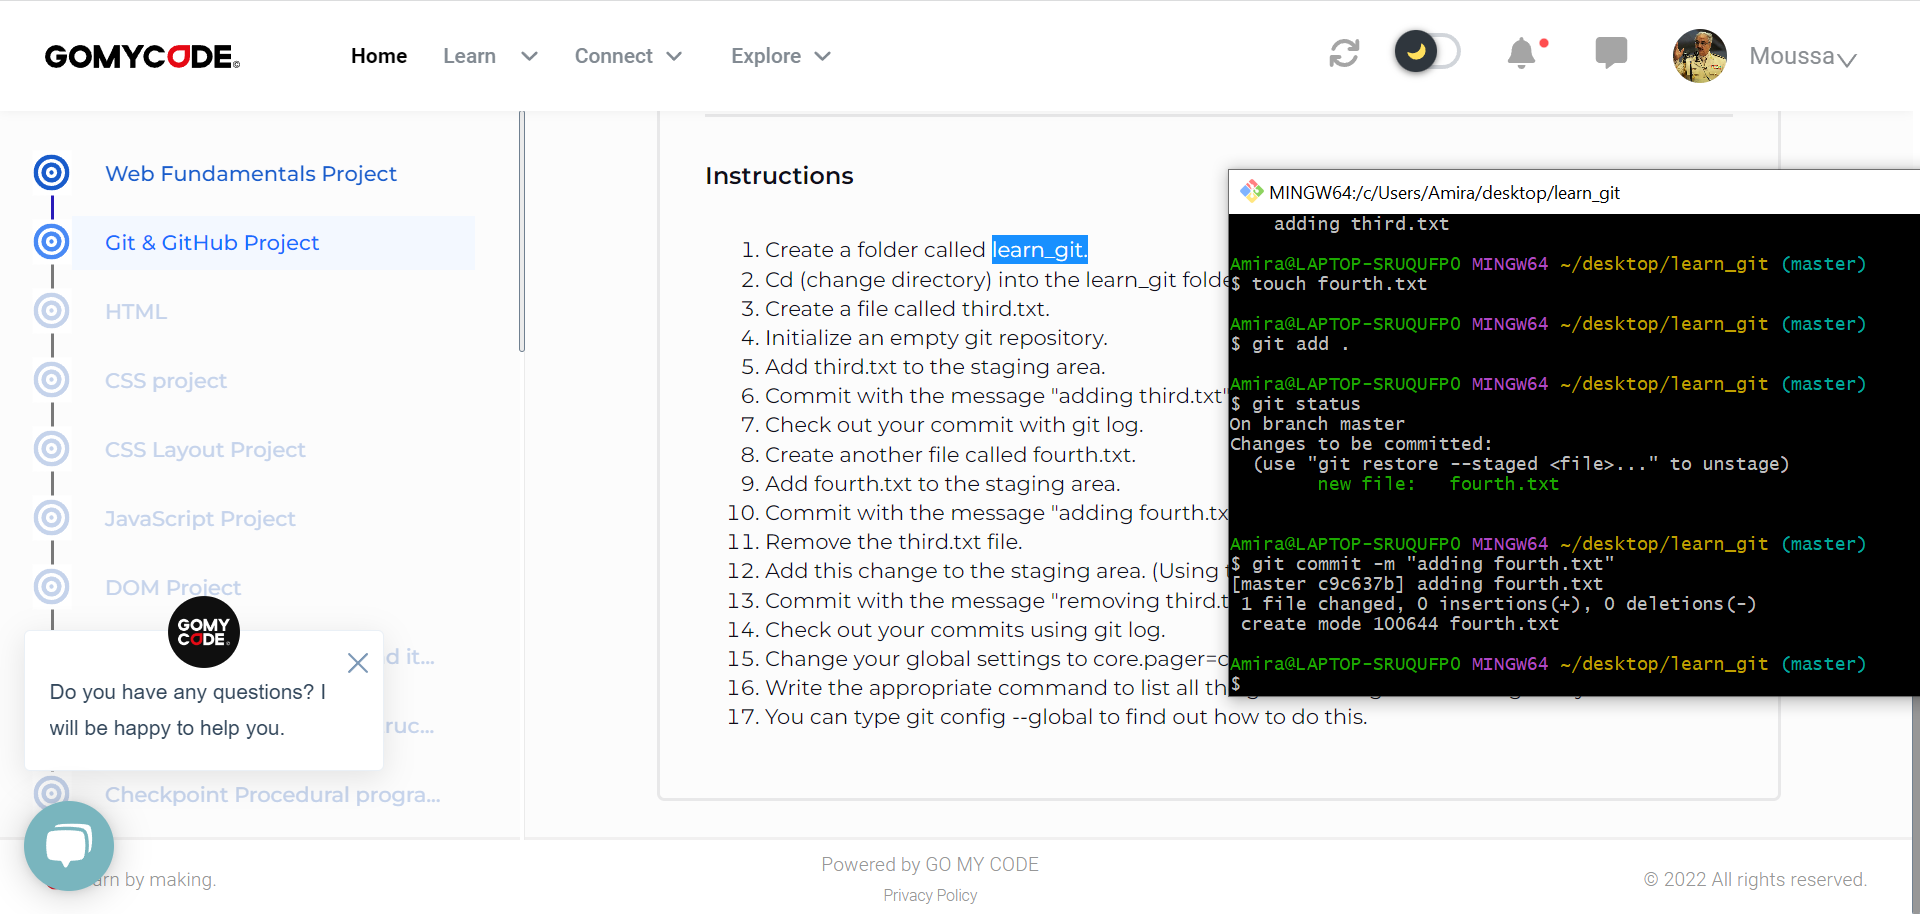 GOMYCODE
Home Learn Connect Explore Moussa
Web Fundamentals Project
Git & GitHub Project
HTML
CSS project
CSS Layout Project
JavaScript Project
DOM Project
d it...
ruc...
Checkpoint Procedural progra...
GOMY
CODE
Do you have any questions? I
will be happy to help you.
Instructions
1. Create a folder called learn_git.
2. Cd (change directory) into the learn_git folde
3. Create a file called third.txt.
4. Initialize an empty git repository.
5. Add third.txt to the staging area.
6. Commit with the message "adding third.txt"
7. Check out your commit with git log.
8. Create another file called fourth.txt.
9. Add fourth.txt to the staging area.
10. Commit with the message "adding fourth.tx
11. Remove the third.txt file.
12. Add this change to the staging area. (Using
13. Commit with the message "removing third.t
14. Check out your commits using git log.
15. Change your global settings to core.pager=c
16. Write the appropriate command to list all th
17. You can type git config --global to find out how to do this.
MINGW64:/c/Users/Amira/desktop/learn_git
adding third.txt
Amira@LAPTOP-SRUQUFP0 MINGW64 ~/desktop/learn_git (master)
$ touch fourth.txt
Amira@LAPTOP-SRUQUFP0 MINGW64 ~/desktop/learn_git (master)
$ git add .
Amira@LAPTOP-SRUQUFP0 MINGW64 ~/desktop/learn_git (master)
$ git status
On branch master
Changes to be committed:
(use "git restore --staged <file>..." to unstage)
new file: fourth.txt
Amira@LAPTOP-SRUQUFP0 MINGW64 ~/desktop/learn_git (master)
$ git commit -m "adding fourth.txt"
[master c9c637b] adding fourth.txt
1 file changed, 0 insertions(+), 0 deletions(-)
create mode 100644 fourth.txt
Amira@LAPTOP-SRUQUFP0 MINGW64 ~/desktop/learn_git (master)
$
arn by making.
Powered by GO MY CODE
Privacy Policy
© 2022 All rights reserved.